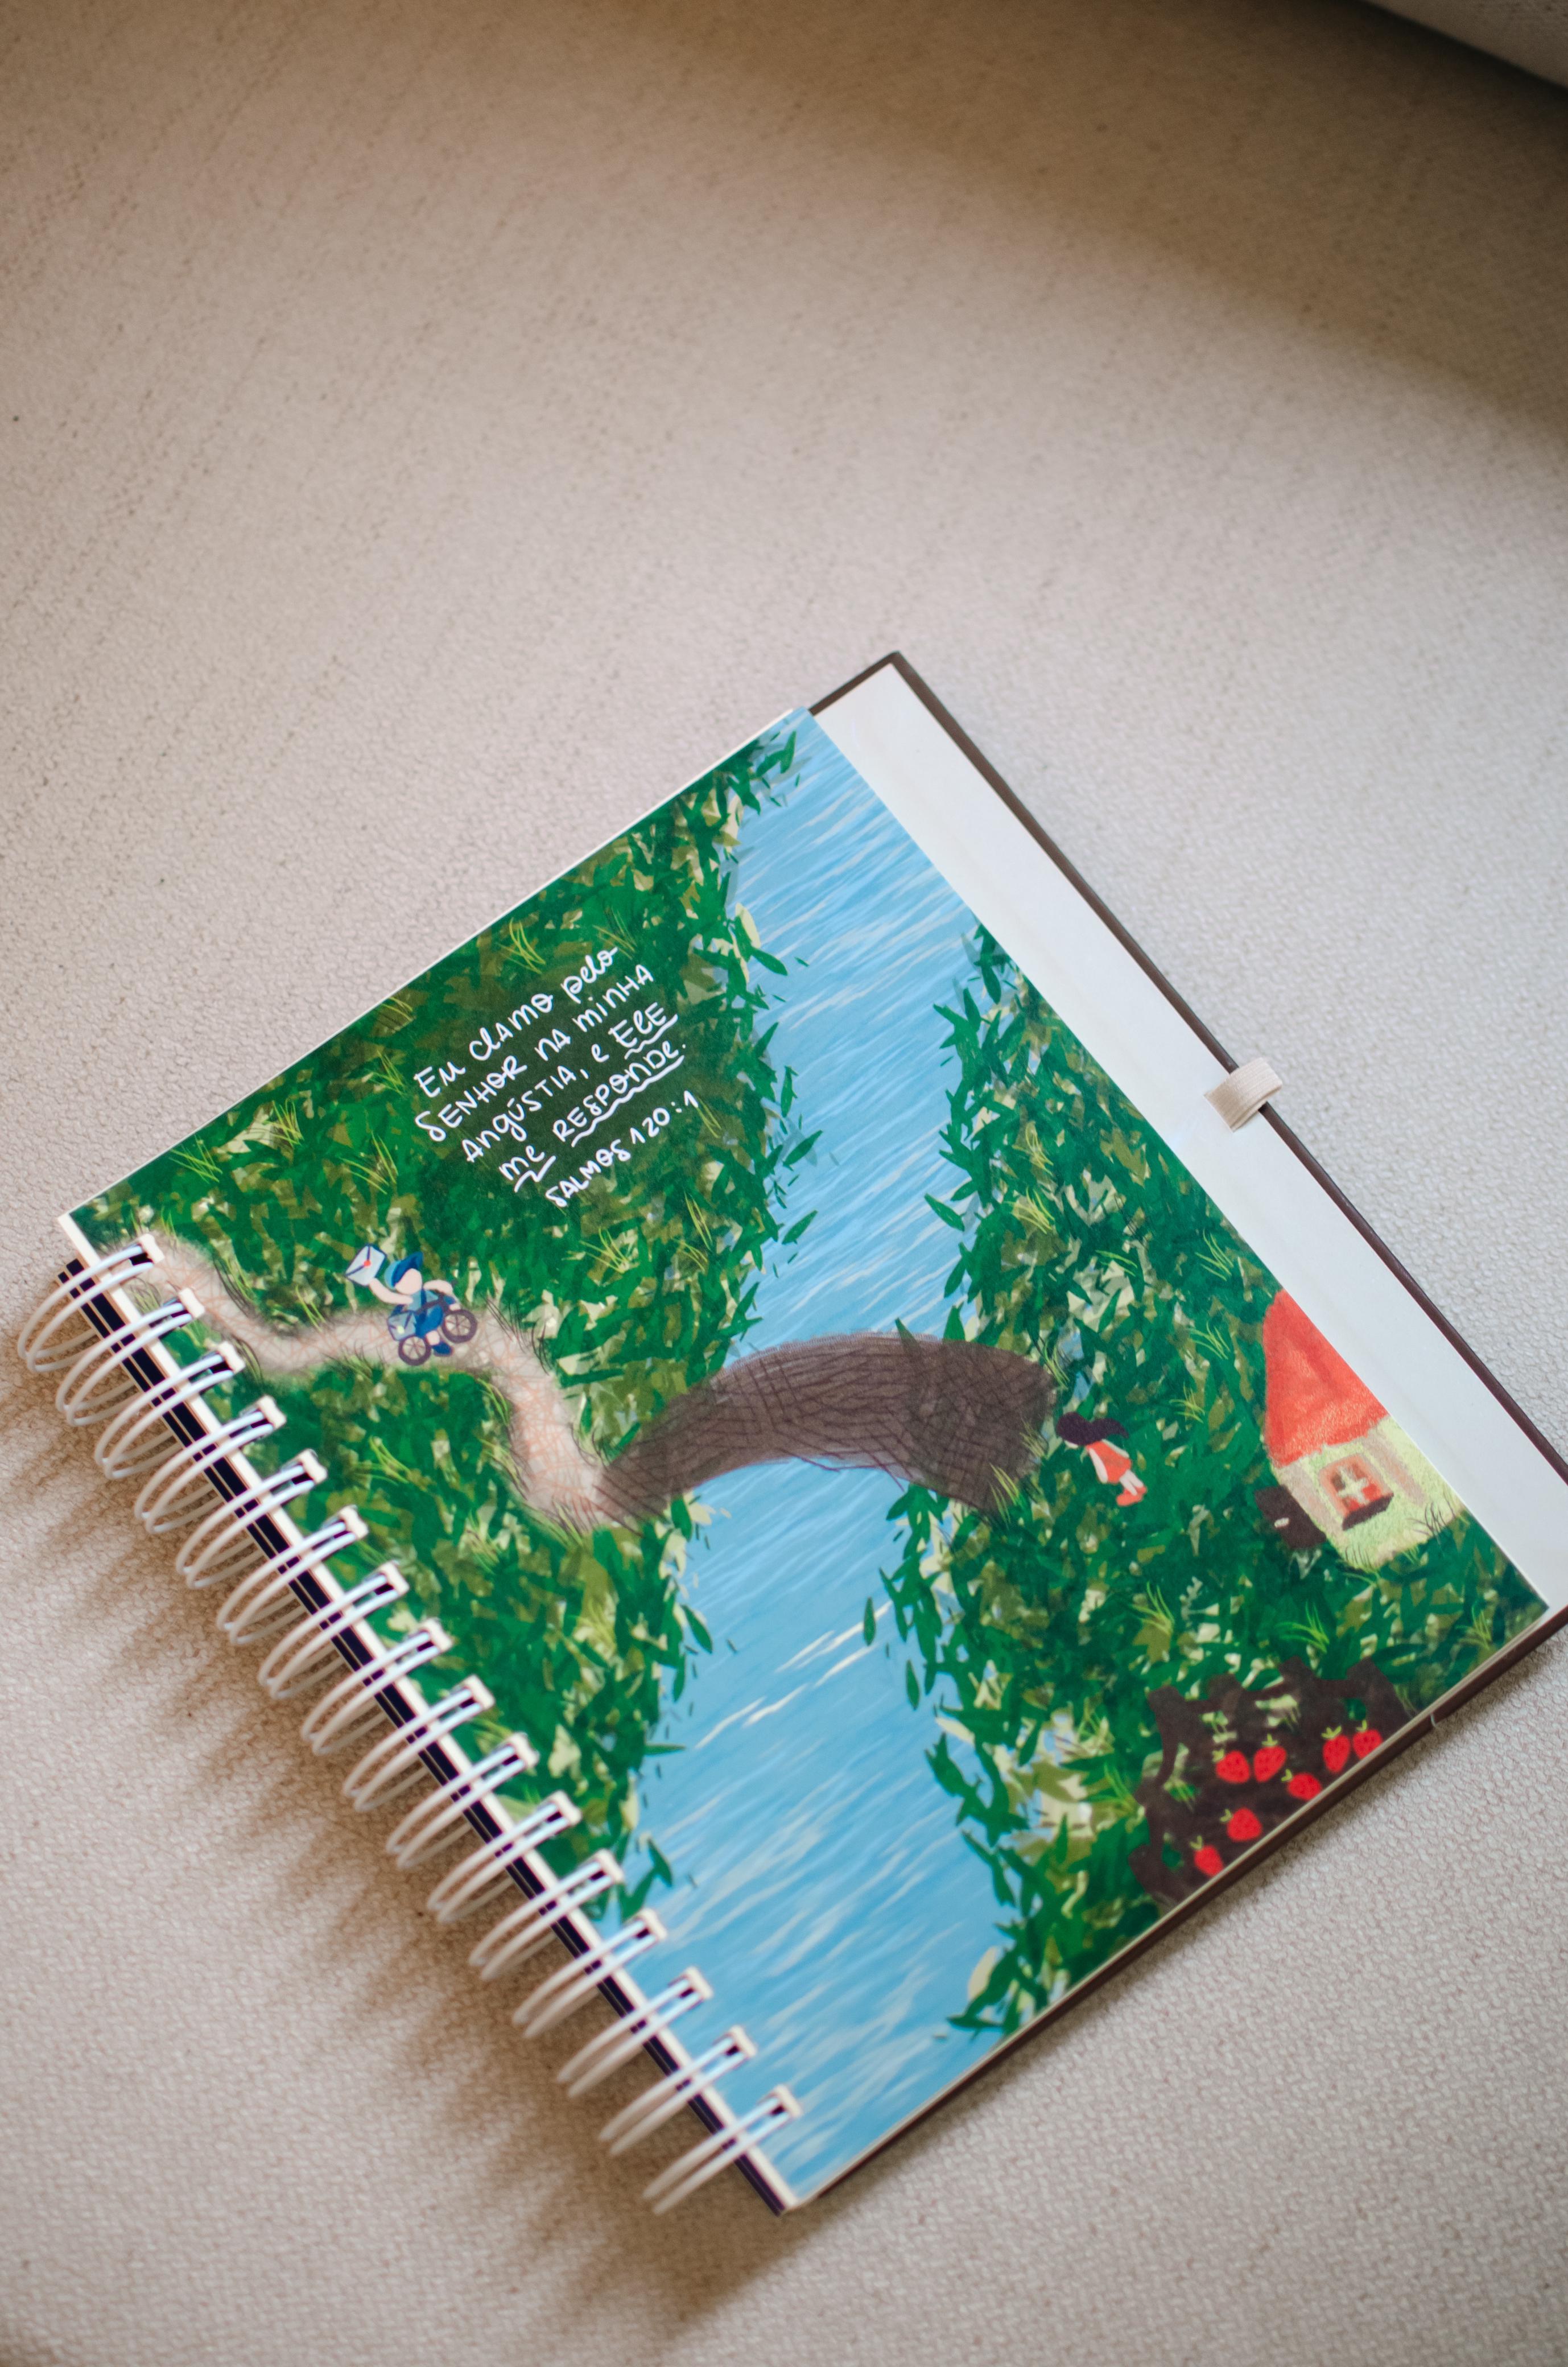 Eu clamo pelo
Senhor na minha
angústia, e Ele
me responde.
Salmos 120:1